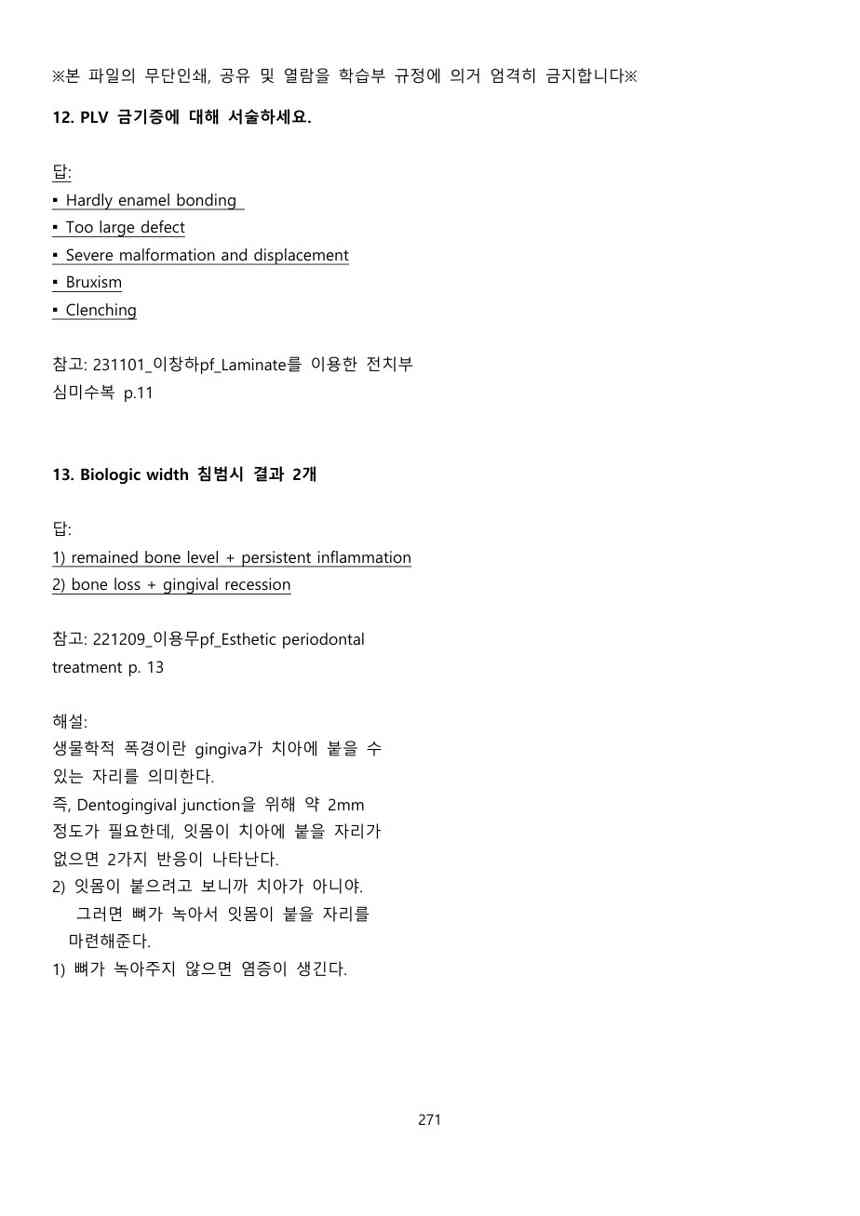 ※본 파일의 무단인쇄, 공유 및 열람을 학습부 규정에 의거 엄격히 금지합니다※
12. PLV 금기증에 대해 서술하세요.
답:
▪ Hardly enamel bonding
▪ Too large defect
▪ Severe malformation and displacement
▪ Bruxism
▪ Clenching
참고: 231101_이창하pf_Laminate를 이용한 전치부
심미수복 p.11
13. Biologic width 침범시 결과 2개
답:
1) remained bone level + persistent inflammation
2) bone loss + gingival recession
참고: 221209_이용무pf_Esthetic periodontal
treatment p. 13
해설:
생물학적 폭경이란 gingiva가 치아에 붙을 수
있는 자리를 의미한다.
즉, Dentogingival junction을 위해 약 2mm
정도가 필요한데, 잇몸이 치아에 붙을 자리가
없으면 2가지 반응이 나타난다.
2) 잇몸이 붙으려고 보니까 치아가 아니야.
그러면 뼈가 녹아서 잇몸이 붙을 자리를
마련해준다.
1) 뼈가 녹아주지 않으면 염증이 생긴다.
271